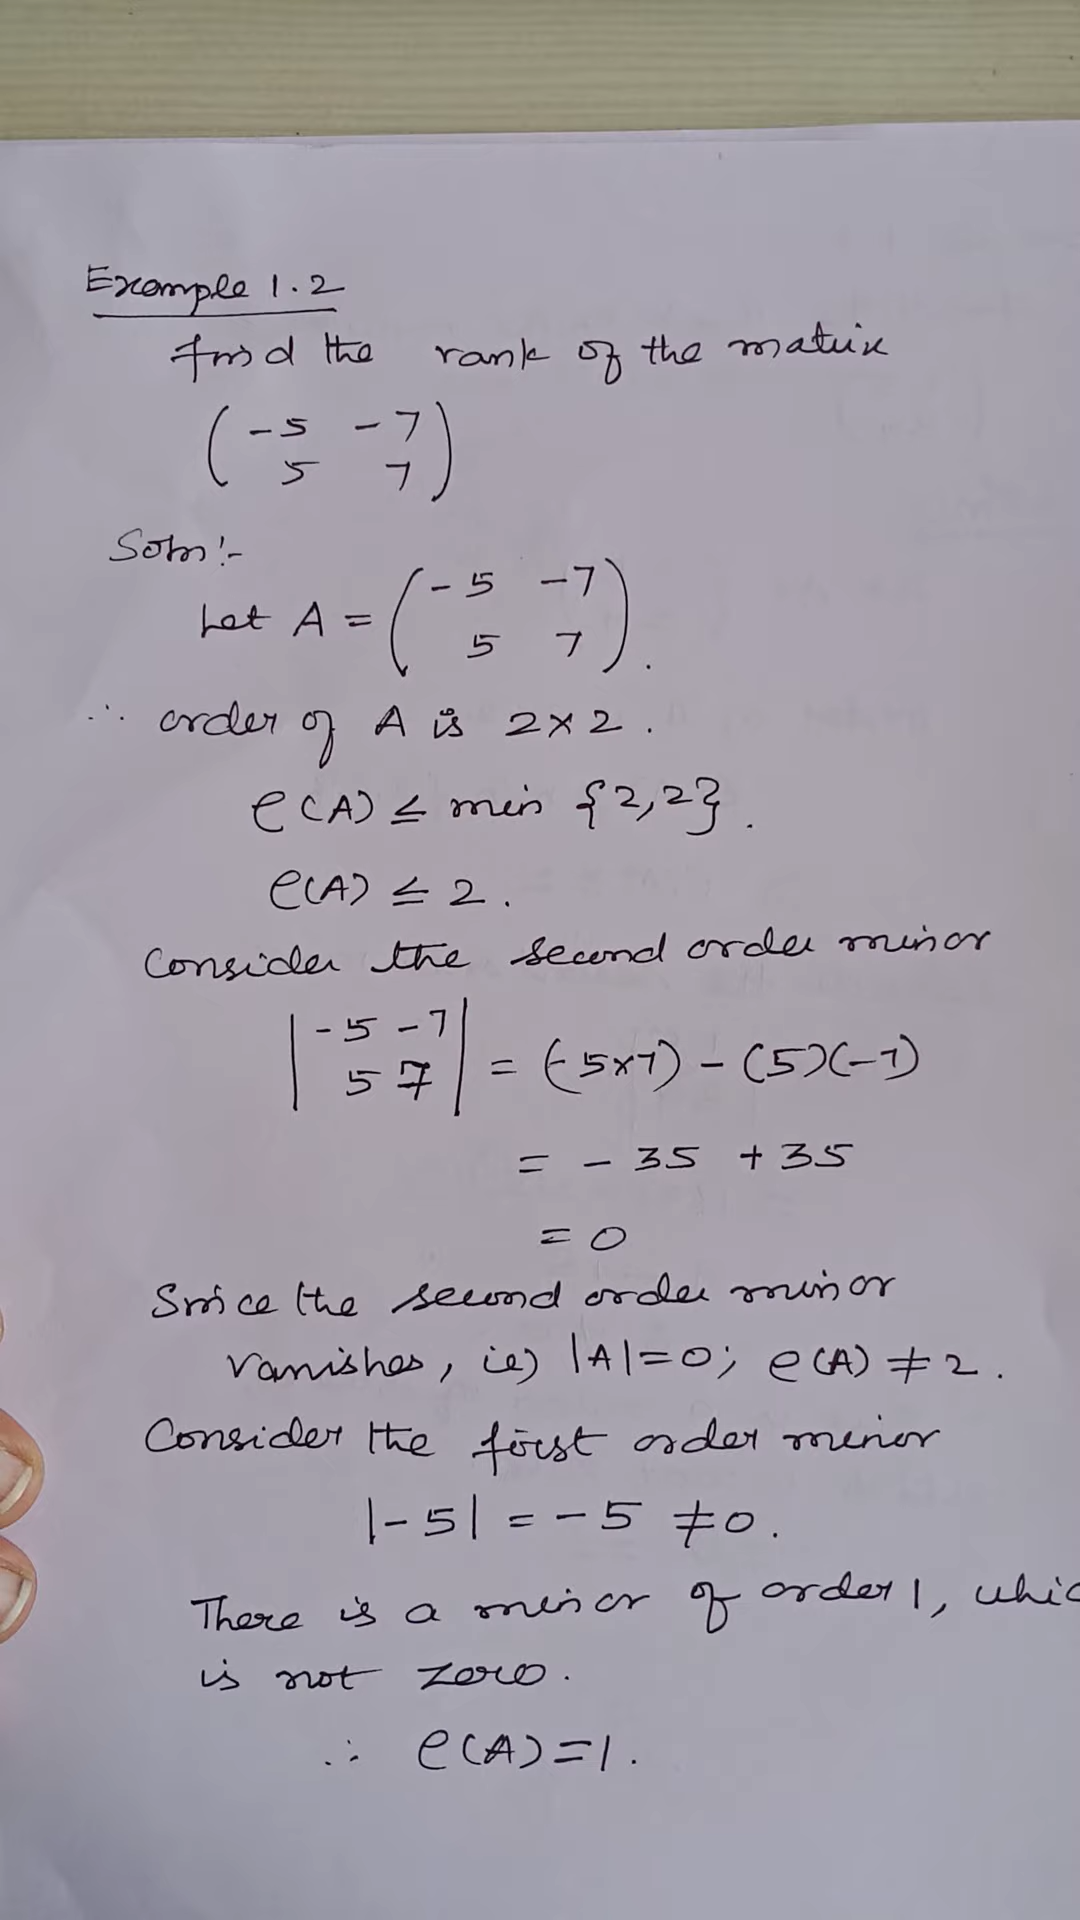 Example 1.2
find the rank of the matrix
(-5 -7
5 7)
Soln:-
Let A = (-5 -7
5 7).
∴ order of A is 2×2.
ρ(A) ≤ min {2,2}.
ρ(A) ≤ 2.
Consider the second order minor
|-5 -7
5 7| = (-5×7) - (5)(-7)
= - 35 + 35
= 0
Since the second order minor
vanishes, ie) |A|=0; ρ(A) ≠ 2.
Consider the first order minor
|-5| = -5 ≠ 0.
There is a minor of order 1, whic
is not zero.
∴ ρ(A) = 1.